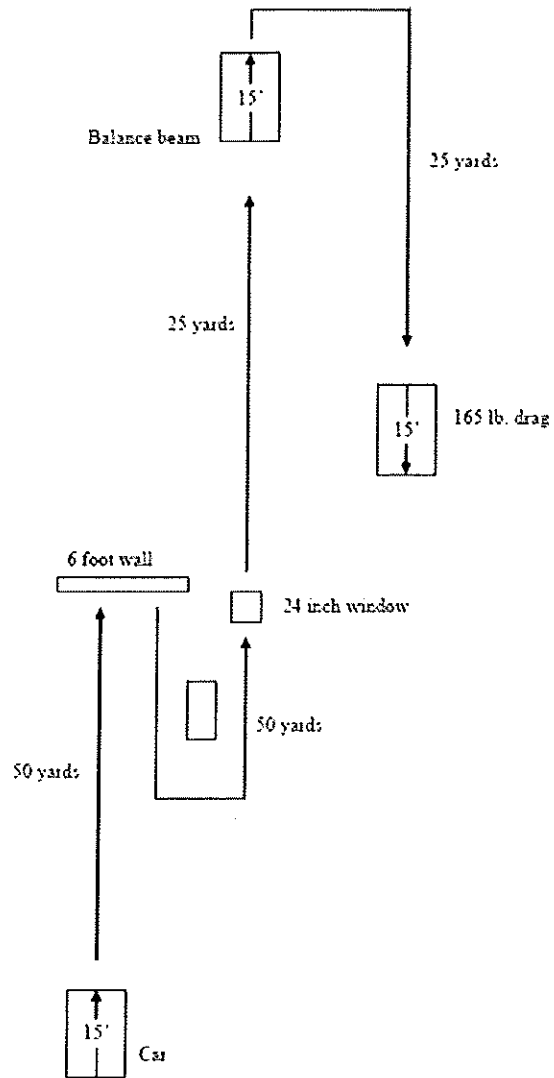 15'
Balance beam
25 yards
25 yards
165 lb. drag
15'
6 foot wall
24 inch window
50 yards
50 yards
15'
Car